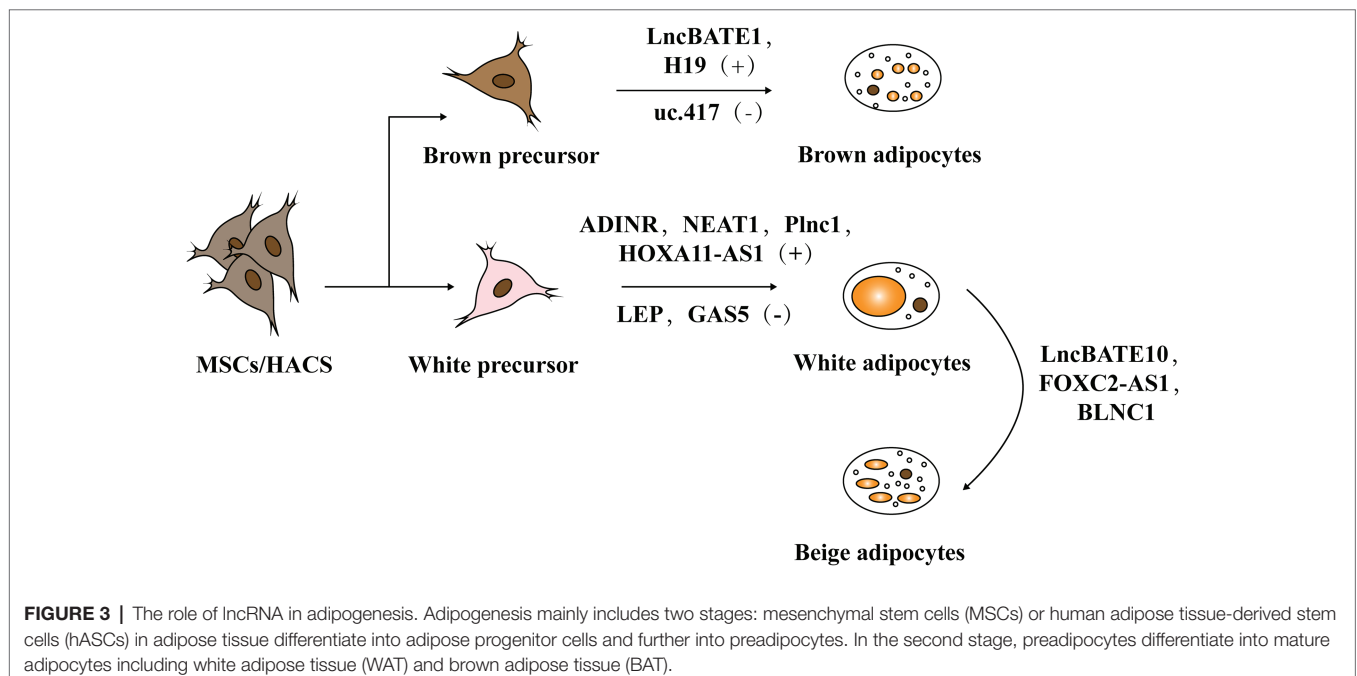 LncBATE1,
H19 (+)
uc.417 (-)
Brown precursor
Brown adipocytes
ADINR, NEAT1, Plnc1,
HOXA11-AS1 (+)
LEP, GAS5 (-)
MSCs/HACS
White precursor
White adipocytes
LncBATE10,
FOXC2-AS1,
BLNC1
Beige adipocytes
FIGURE 3 | The role of lncRNA in adipogenesis. Adipogenesis mainly includes two stages: mesenchymal stem cells (MSCs) or human adipose tissue-derived stem
cells (hASCs) in adipose tissue differentiate into adipose progenitor cells and further into preadipocytes. In the second stage, preadipocytes differentiate into mature
adipocytes including white adipose tissue (WAT) and brown adipose tissue (BAT).